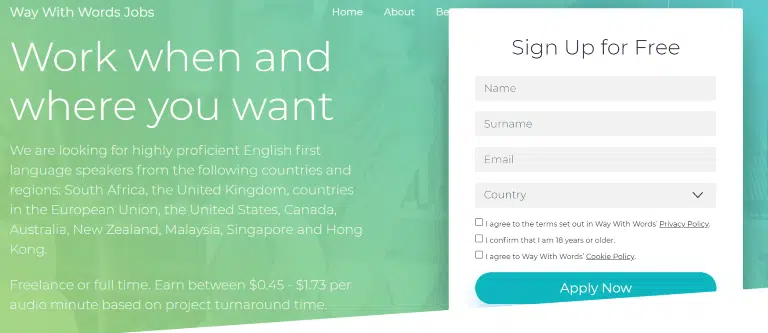 Way With Words Jobs
Home About
Work when and
where you want
We are looking for highly proficient English first
language speakers from the following countries and
regions: South Africa, the United Kingdom, countries
in the European Union, the United States, Canada,
Australia, New Zealand, Malaysia, Singapore and Hong
Kong.
Freelance or full time. Earn between $0.45 - $1.73 per
audio minute based on project turnaround time.
Sign Up for Free
Name
Surname
Email
Country
I agree to the terms set out in Way With Words' Privacy Policy.
I confirm that I am 18 years or older.
I agree to Way With Words' Cookie Policy.
Apply Now